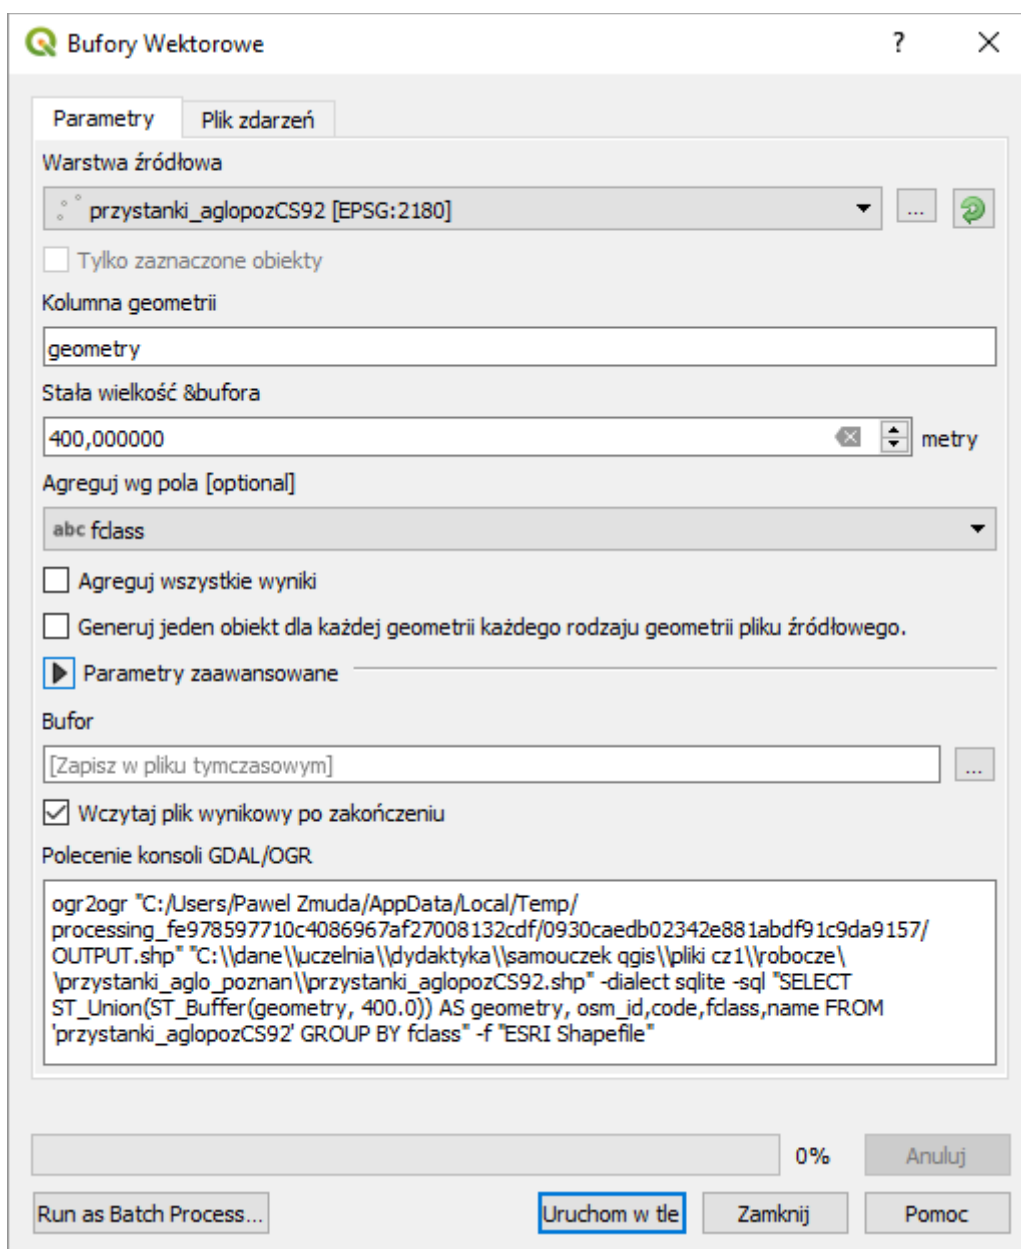 Bufory Wektorowe
?
Parametry
Plik zdarzeń
Warstwa źródłowa
przystanki_aglopozCS92 [EPSG:2180]
...
Tylko zaznaczone obiekty
Kolumna geometrii
geometry
Stała wielkość &bufora
400,000000
metry
Agreguj wg pola [optional]
abc fclass
Agreguj wszystkie wyniki
Generuj jeden obiekt dla każdej geometrii każdego rodzaju geometrii pliku źródłowego.
Parametry zaawansowane
Bufor
[Zapisz w pliku tymczasowym]
...
Wczytaj plik wynikowy po zakończeniu
Polecenie konsoli GDAL/OGR
ogr2ogr "C:/Users/Pawel Zmuda/AppData/Local/Temp/
processing_fe978597710c4086967af27008132cdf/0930caedb02342e881abdf91c9da9157/
OUTPUT.shp" "C:\\dane\\uczelnia\\dydaktyka\\samouczek qgis\\pliki cz1\\robocze\
\przystanki_aglo_poznan\\przystanki_aglopozCS92.shp" -dialect sqlite -sql "SELECT
ST_Union(ST_Buffer(geometry, 400.0)) AS geometry, osm_id,code,fclass,name FROM
'przystanki_aglopozCS92' GROUP BY fclass" -f "ESRI Shapefile"
0%
Anuluj
Run as Batch Process...
Uruchom w tle
Zamknij
Pomoc